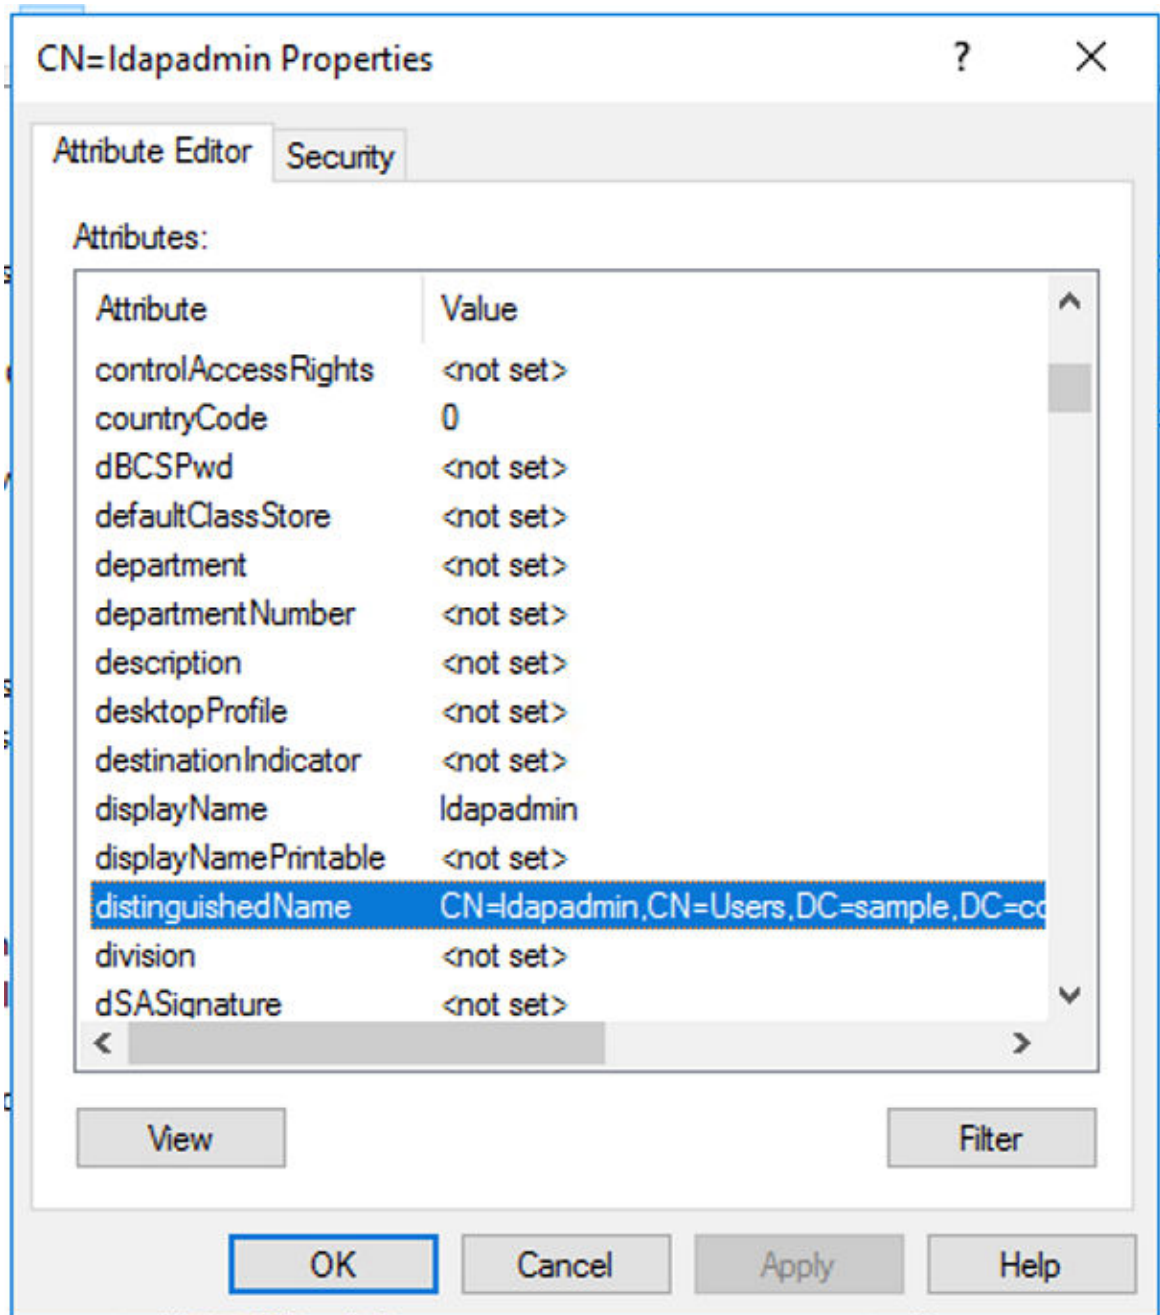 CN=ldapadmin Properties
Attribute Editor
Security
Attributes:
Attribute Value
controlAccessRights <not set>
countryCode 0
dBCSPwd <not set>
defaultClassStore <not set>
department <not set>
departmentNumber <not set>
description <not set>
desktopProfile <not set>
destinationIndicator <not set>
displayName ldapadmin
displayNamePrintable <not set>
distinguishedName CN=ldapadmin,CN=Users,DC=sample,DC=co
division <not set>
dSASignature <not set>
View Filter
OK Cancel Apply Help